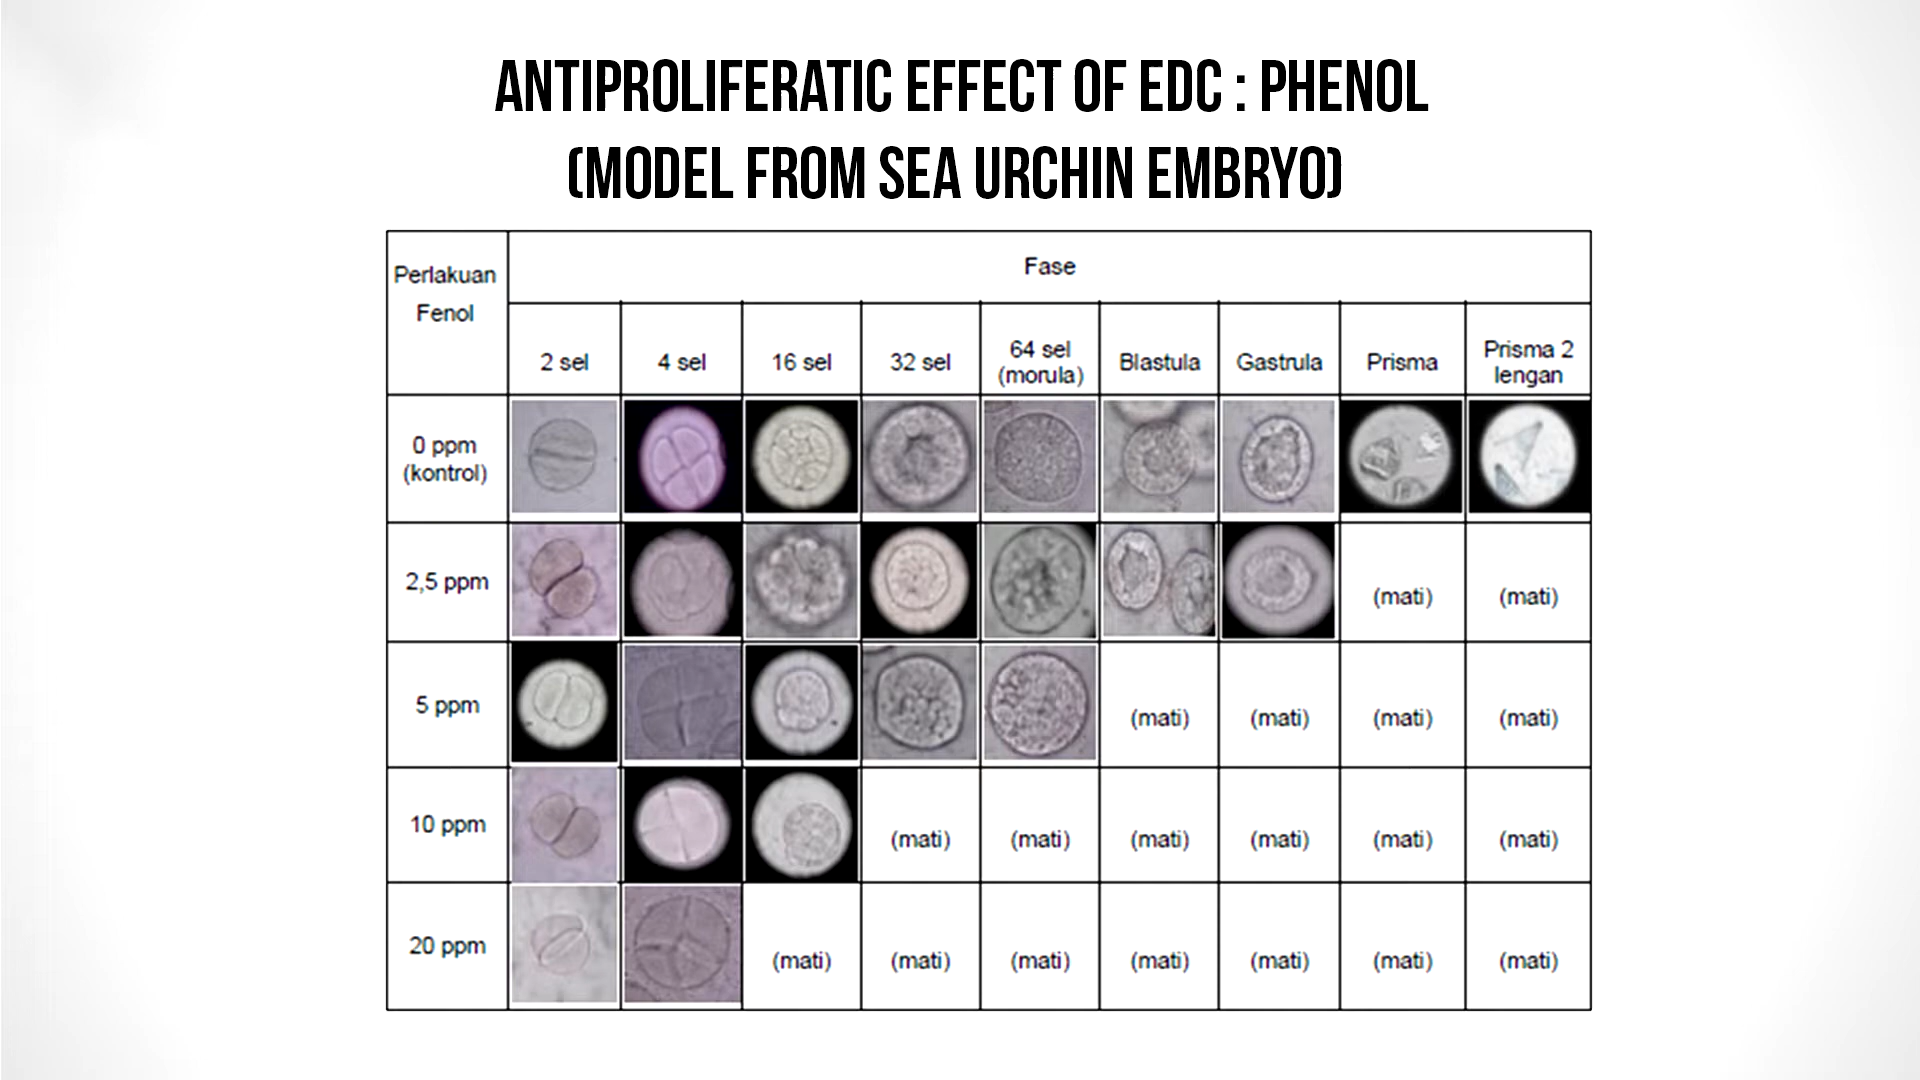 ANTIPROLIFERATIC EFFECT OF EDC : PHENOL
(MODEL FROM SEA URCHIN EMBRYO)
Perlakuan
Fenol
Fase
2 sel
4 sel
16 sel
32 sel
64 sel
(morula)
Blastula
Gastrula
Prisma
Prisma 2
lengan
0 ppm
(kontrol)
2,5 ppm
(mati)
(mati)
5 ppm
(mati)
(mati)
(mati)
(mati)
10 ppm
(mati)
(mati)
(mati)
(mati)
(mati)
(mati)
20 ppm
(mati)
(mati)
(mati)
(mati)
(mati)
(mati)
(mati)